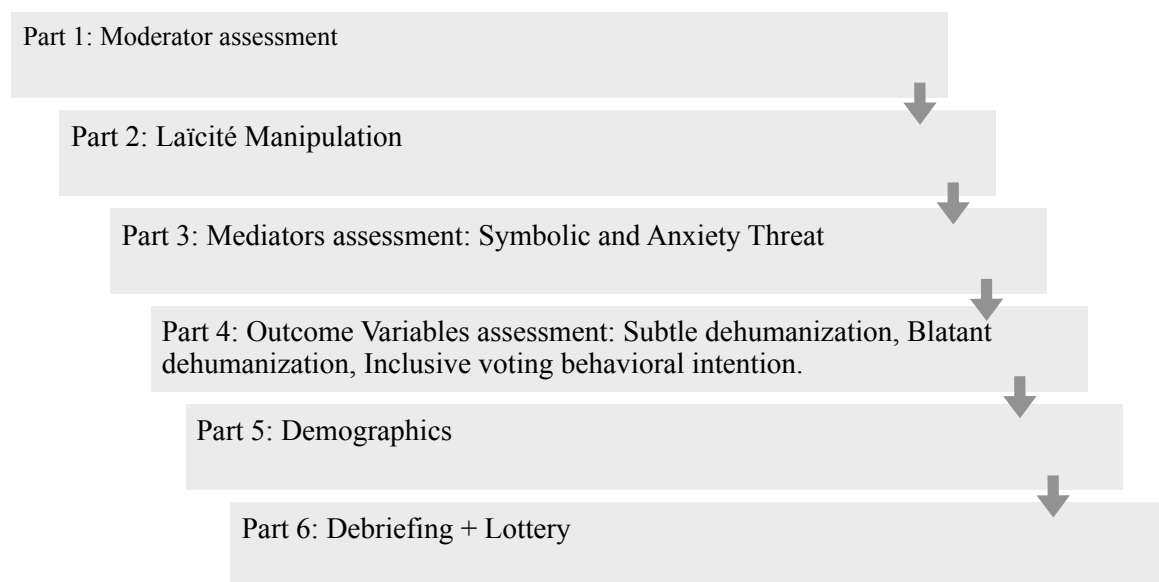 Part 1: Moderator assessment
Part 2: Laïcité Manipulation
Part 3: Mediators assessment: Symbolic and Anxiety Threat
Part 4: Outcome Variables assessment: Subtle dehumanization, Blatant
dehumanization, Inclusive voting behavioral intention.
Part 5: Demographics
Part 6: Debriefing + Lottery